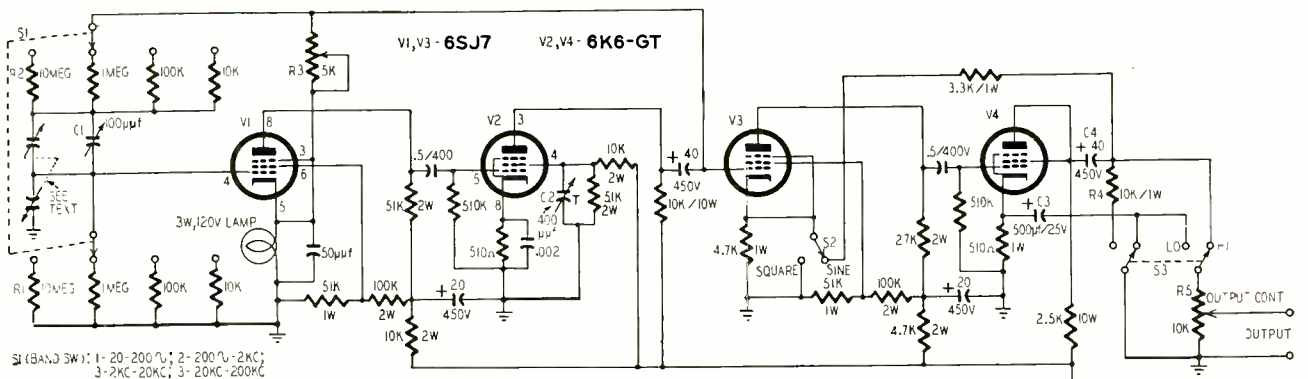 S1
V1, V3 - 6SJ7
V2, V4 - 6K6-GT
R2
10MEG
1MEG
100K
10K
R3
5K
3.3K/1W
C1
100µµf
V1
8
3
6
4
5
V2
3
4
5
8
V3
V4
.5/400
10K
2W
+ 40
450V
.5/400V
C4
+ 40
450V
SEE
TEXT
3W, 120V LAMP
51K
2W
510K
C2
400
µµf
T
51K
2W
10K/10W
4.7K
1W
S2
27K
2W
510K
C3
+
500µf/25V
R4
10K/1W
50µµf
510Ω
.002
SQUARE
SINE
510Ω
1W
LO
HI
S3
R1
10MEG
1MEG
100K
10K
51K
1W
100K
2W
+ 20
450V
51K
1W
100K
2W
+ 20
450V
R5
OUTPUT CONT
10K
OUTPUT
10K
2W
4.7K
2W
2.5K
10W
S1 (BAND SW): 1-20-200~; 2-200~-2KC;
3-2KC-20KC; 3-20KC-200KC